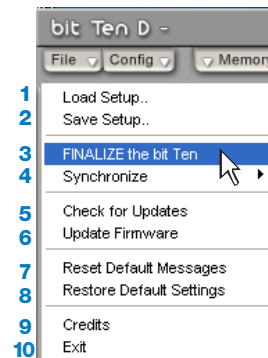 bit Ten D -
File Config Memory
1 Load Setup..
2 Save Setup..
3 FINALIZE the bit Ten
4 Synchronize
5 Check for Updates
6 Update Firmware
7 Reset Default Messages
8 Restore Default Settings
9 Credits
10 Exit